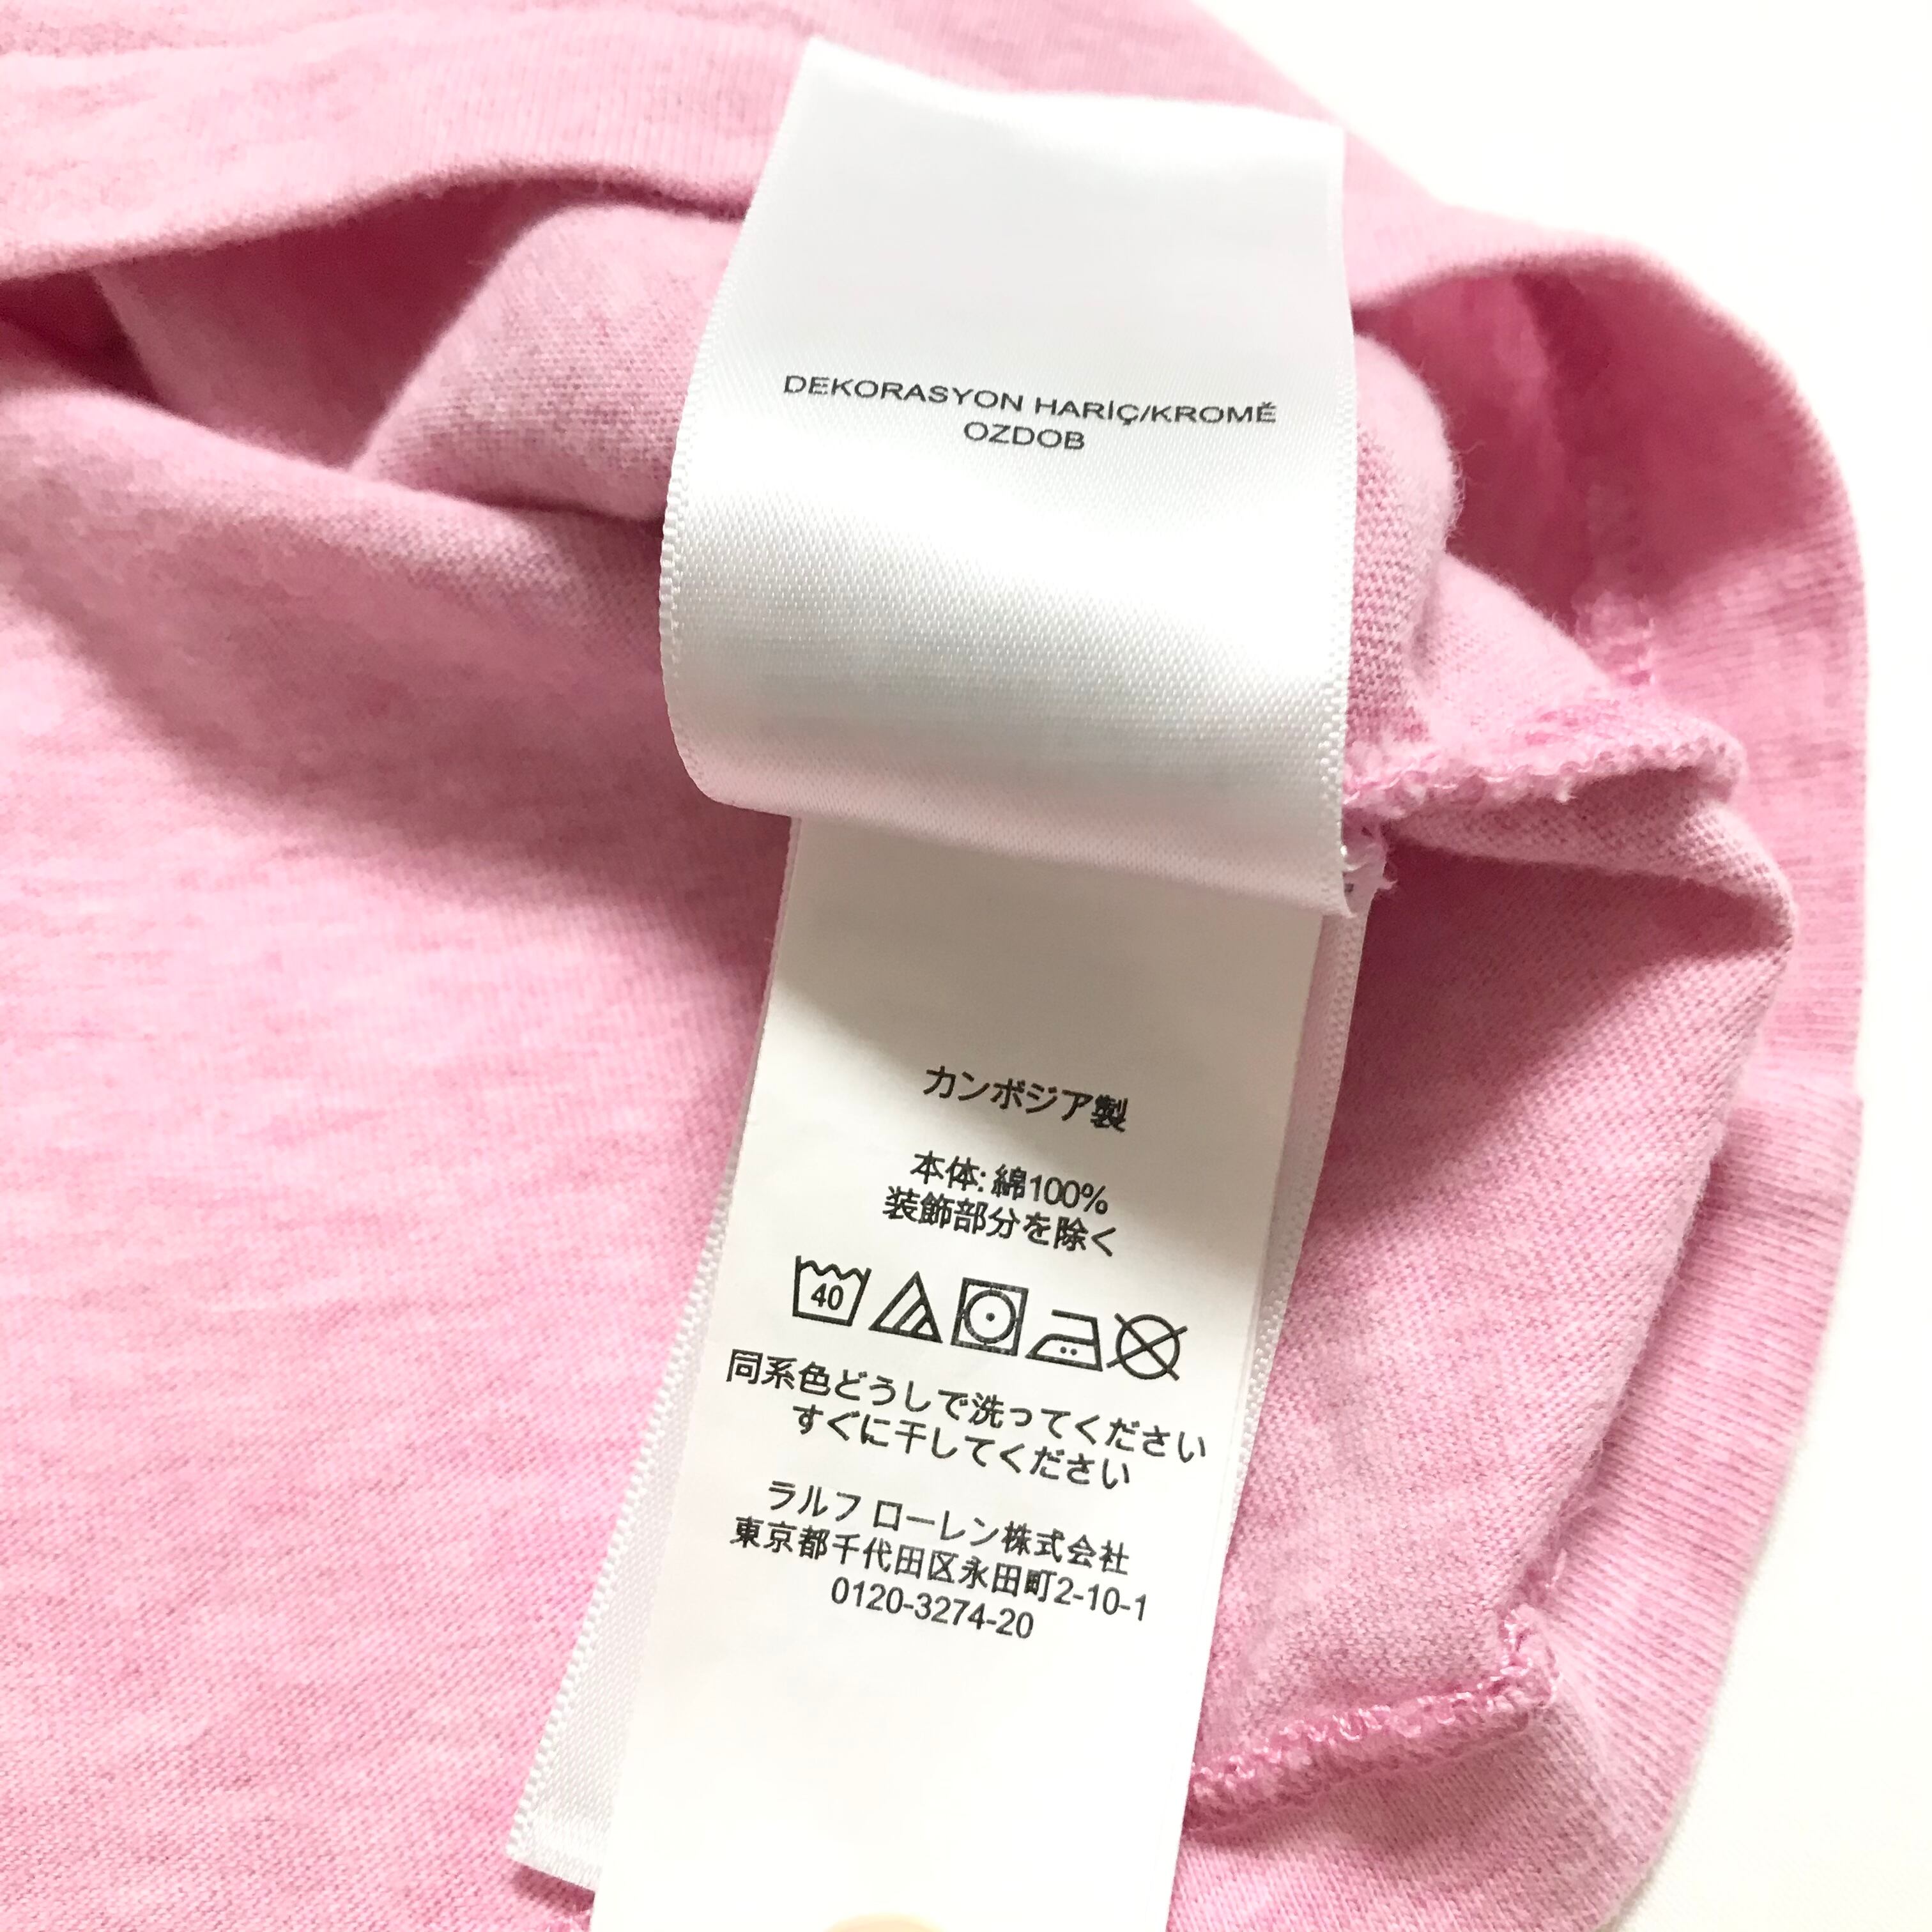 DEKORASYON HARİÇ/KROMĚ
OZDOB
カンボジア製
本体: 綿100%
装飾部分を除く
40
同系色どうしで洗ってください
すぐに干してください
ラルフ ローレン株式会社
東京都千代田区永田町2-10-1
0120-3274-20